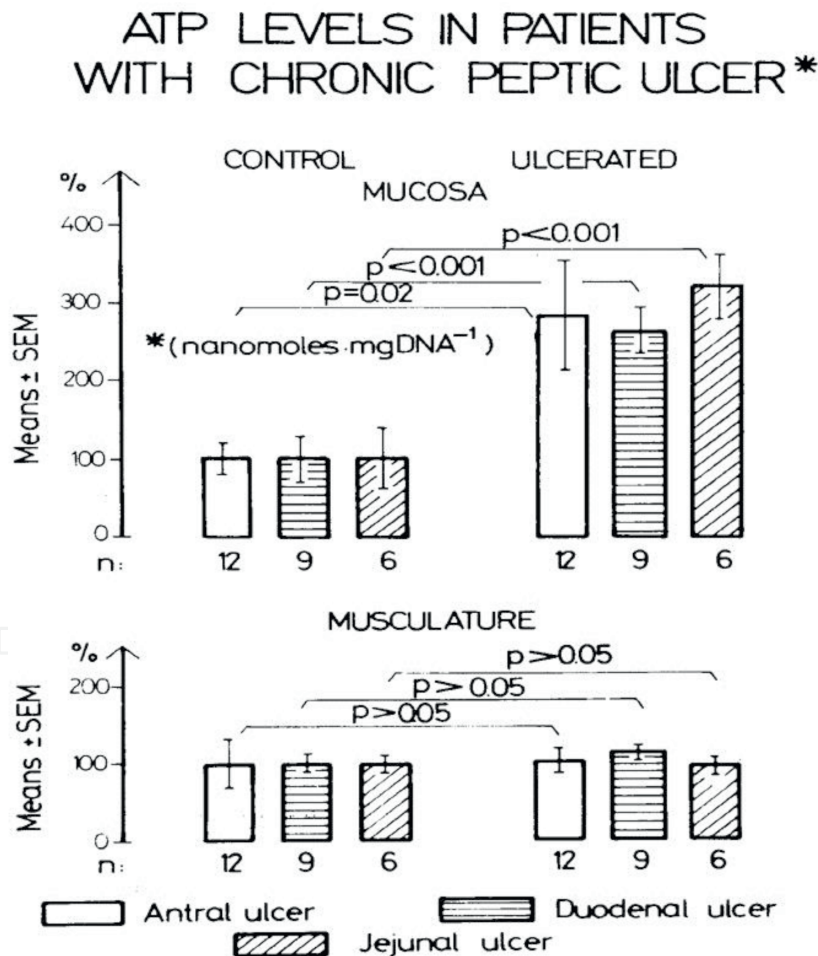 ATP LEVELS IN PATIENTS
WITH CHRONIC PEPTIC ULCER*
CONTROL ULCERATED
MUCOSA
%
400
300
200
100
0
Means ± SEM
p<0.001
p<0.001
p=0.02
*(nanomoles·mgDNA⁻¹)
n: 12 9 6 12 9 6
MUSCULATURE
%
200
100
0
Means ± SEM
p>0.05
p>0.05
p>0.05
n: 12 9 6 12 9 6
Antral ulcer Duodenal ulcer
Jejunal ulcer